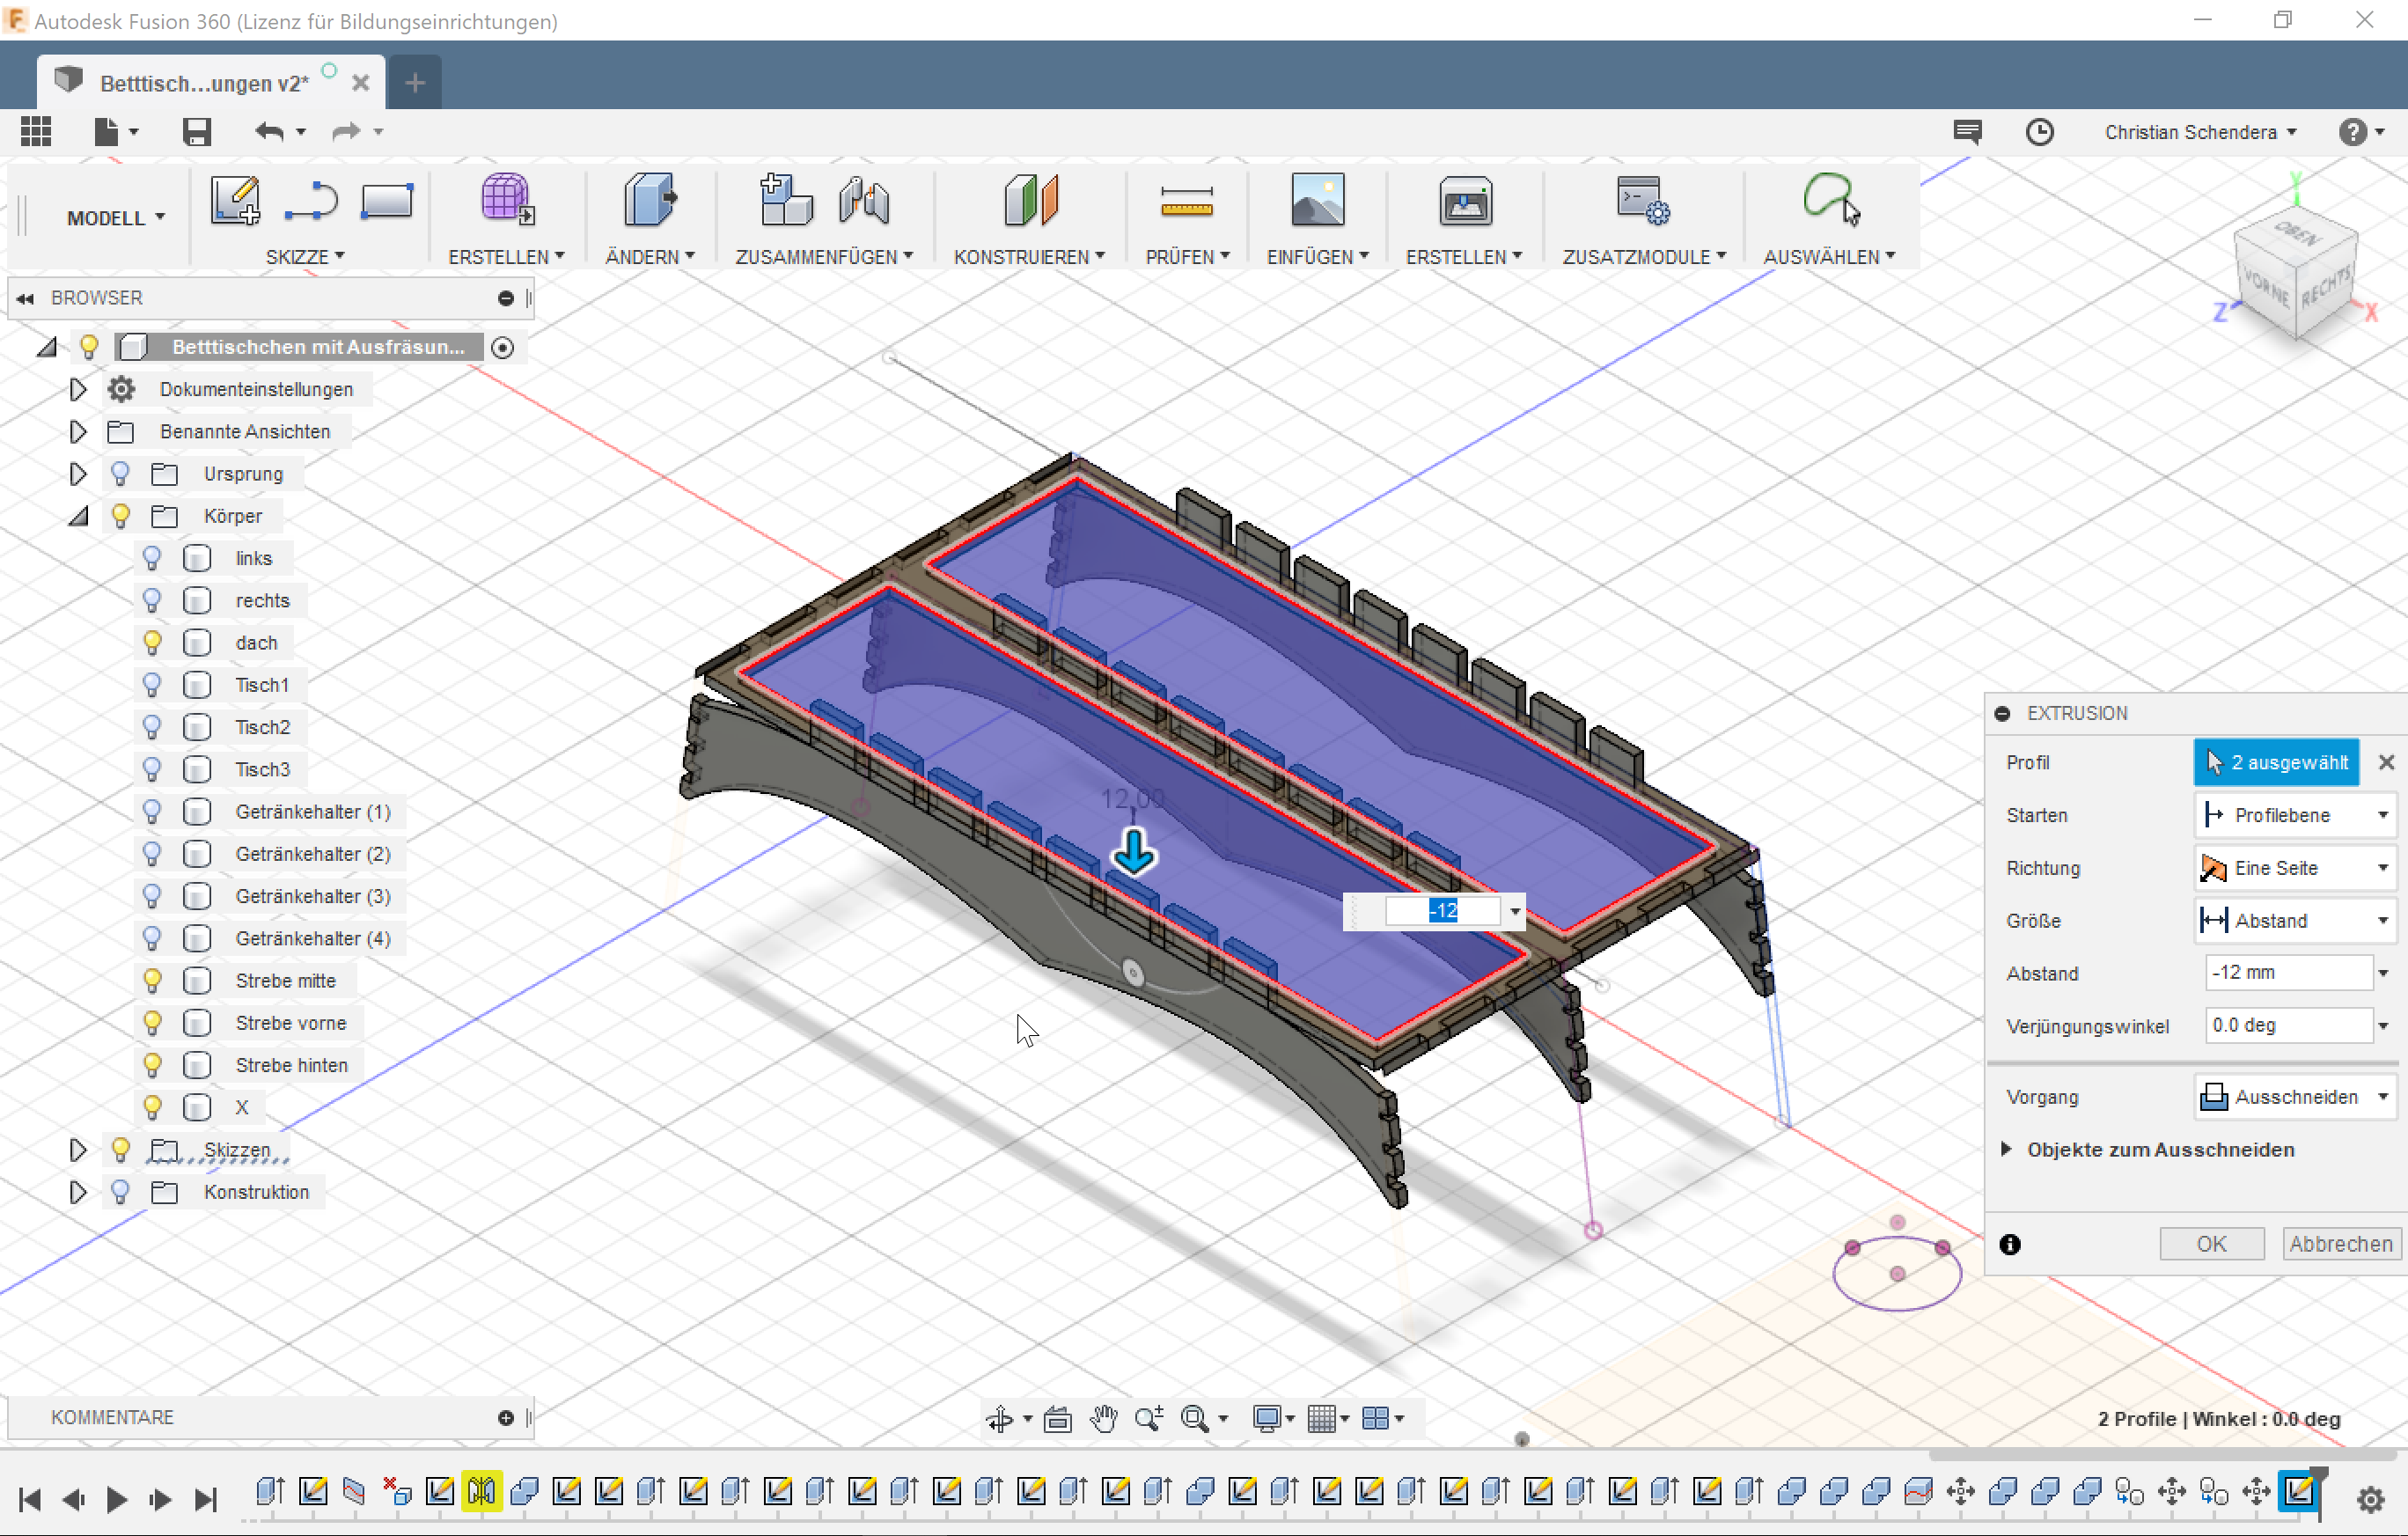 Autodesk Fusion 360 (Lizenz für Bildungseinrichtungen)
Betttisch...ungen v2*
Christian Schendera
MODELL
SKIZZE
ERSTELLEN
ÄNDERN
ZUSAMMENFÜGEN
KONSTRUIEREN
PRÜFEN
EINFÜGEN
ERSTELLEN
ZUSATZMODULE
AUSWÄHLEN
Y
OBEN
VORNE
RECHTS
Z
X
BROWSER
Betttischchen mit Ausfräsun...
Dokumenteinstellungen
Benannte Ansichten
Ursprung
Körper
links
rechts
dach
Tisch1
Tisch2
Tisch3
Getränkehalter (1)
Getränkehalter (2)
Getränkehalter (3)
Getränkehalter (4)
Strebe mitte
Strebe vorne
Strebe hinten
X
Skizzen
Konstruktion
12,00
-12
EXTRUSION
Profil
2 ausgewählt
Starten
Profilebene
Richtung
Eine Seite
Größe
Abstand
Abstand
-12 mm
Verjüngungswinkel
0.0 deg
Vorgang
Ausschneiden
Objekte zum Ausschneiden
OK
Abbrechen
KOMMENTARE
2 Profile | Winkel : 0.0 deg